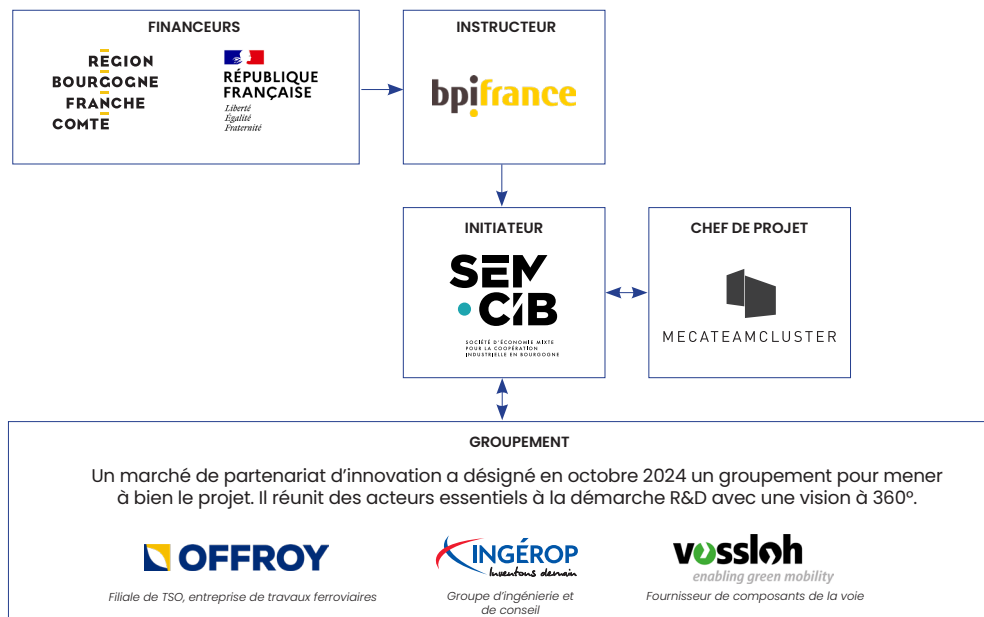 FINANCEURS
RÉGION
BOURGOGNE
FRANCHE
COMTÉ
RÉPUBLIQUE
FRANÇAISE
Liberté
Égalité
Fraternité
INSTRUCTEUR
bpifrance
INITIATEUR
SEM
CIB
SOCIÉTÉ D'ÉCONOMIE MIXTE
POUR LA COOPÉRATION
INDUSTRIELLE EN BOURGOGNE
CHEF DE PROJET
MECATEAMCLUSTER
GROUPEMENT
Un marché de partenariat d’innovation a désigné en octobre 2024 un groupement pour mener
à bien le projet. Il réunit des acteurs essentiels à la démarche R&D avec une vision à 360º.
OFFROY
Filiale de TSO, entreprise de travaux ferroviaires
INGÉROP
Inventons demain
Groupe d’ingénierie et
de conseil
vossloh
enabling green mobility
Fournisseur de composants de la voie